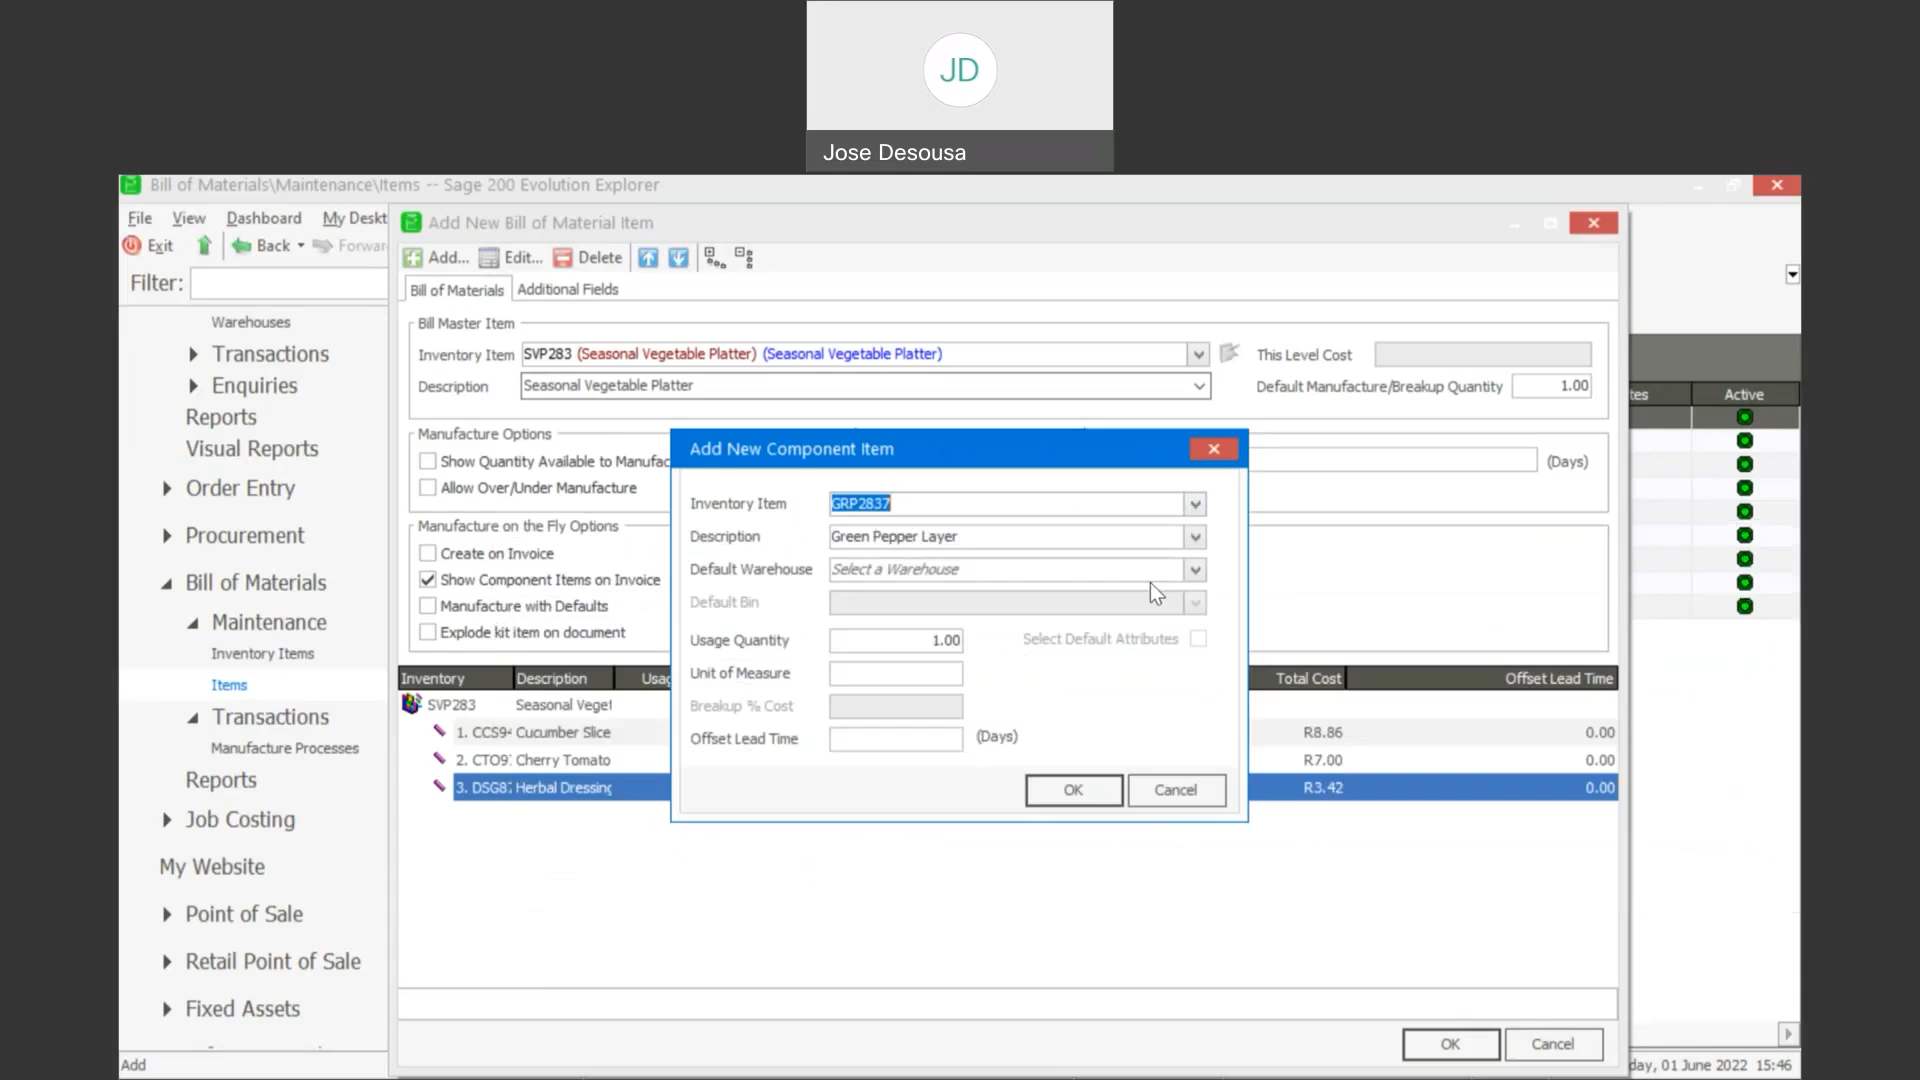 JD
Jose Desousa
Bill of Materials\Maintenance\Items -- Sage 200 Evolution Explorer
File View Dashboard My Deskt
Exit Back Forwar
Filter:
Warehouses
Transactions
Enquiries
Reports
Visual Reports
Order Entry
Procurement
Bill of Materials
Maintenance
Inventory Items
Items
Transactions
Manufacture Processes
Reports
Job Costing
My Website
Point of Sale
Retail Point of Sale
Fixed Assets
Add
Add New Bill of Material Item
Add... Edit... Delete
Bill of Materials Additional Fields
Bill Master Item
Inventory Item SVP283 (Seasonal Vegetable Platter) (Seasonal Vegetable Platter) This Level Cost
Description Seasonal Vegetable Platter Default Manufacture/Breakup Quantity 1.00
Manufacture Options
Show Quantity Available to Manufac
(Days)
Allow Over/Under Manufacture
Manufacture on the Fly Options
Create on Invoice
Show Component Items on Invoice
Manufacture with Defaults
Explode kit item on document
Inventory Description Usag Total Cost Offset Lead Time
SVP283 Seasonal Veget
1. CCS94 Cucumber Slice R8.86 0.00
2. CTO9 Cherry Tomato R7.00 0.00
3. DSG8 Herbal Dressing R3.42 0.00
Add New Component Item
Inventory Item GRP2837
Description Green Pepper Layer
Default Warehouse Select a Warehouse
Default Bin
Usage Quantity 1.00 Select Default Attributes
Unit of Measure
Breakup % Cost
Offset Lead Time (Days)
OK Cancel
OK Cancel
tes Active
day, 01 June 2022 15:46